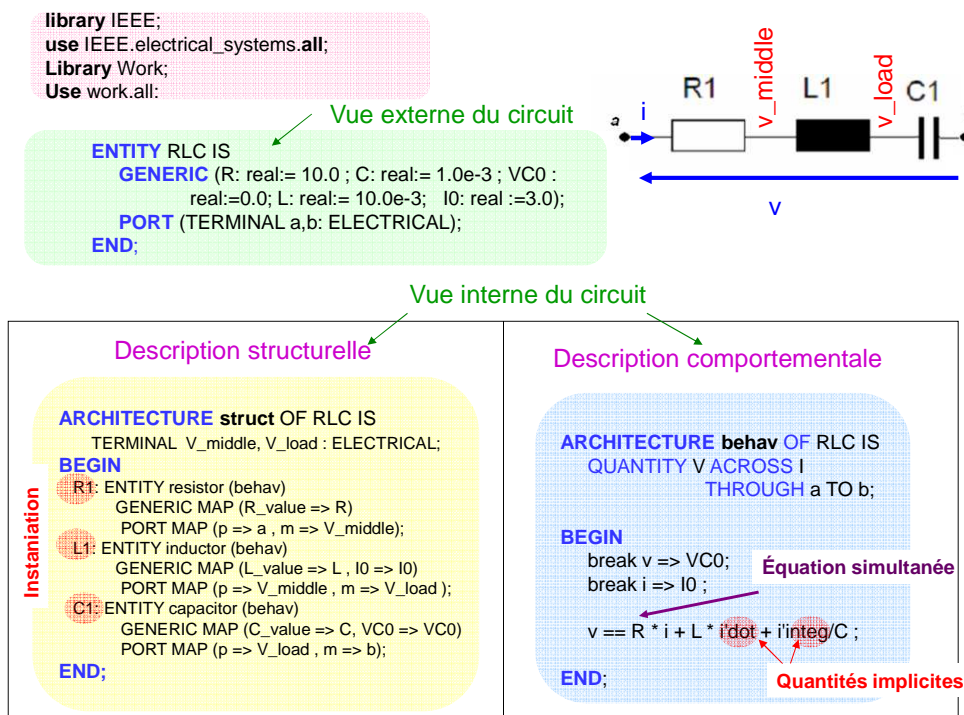 library IEEE;
use IEEE.electrical_systems.all;
Library Work;
Use work.all;
Vue externe du circuit
ENTITY RLC IS
GENERIC (R: real:= 10.0 ; C: real:= 1.0e-3 ; VC0 :
real:=0.0; L: real:= 10.0e-3; I0: real :=3.0);
PORT (TERMINAL a,b: ELECTRICAL);
END;
a
i
R1
v_middle
L1
v_load
C1
v
Vue interne du circuit
Description structurelle
ARCHITECTURE struct OF RLC IS
TERMINAL V_middle, V_load : ELECTRICAL;
BEGIN
Instaniation
R1: ENTITY resistor (behav)
GENERIC MAP (R_value => R)
PORT MAP (p => a , m => V_middle);
L1: ENTITY inductor (behav)
GENERIC MAP (L_value => L , I0 => I0)
PORT MAP (p => V_middle , m => V_load );
C1: ENTITY capacitor (behav)
GENERIC MAP (C_value => C, VC0 => VC0)
PORT MAP (p => V_load , m => b);
END;
Description comportementale
ARCHITECTURE behav OF RLC IS
QUANTITY V ACROSS I
THROUGH a TO b;
BEGIN
break v => VC0;
break i => I0 ;
Équation simultanée
v == R * i + L * i'dot + i'integ/C ;
END;
Quantités implicites